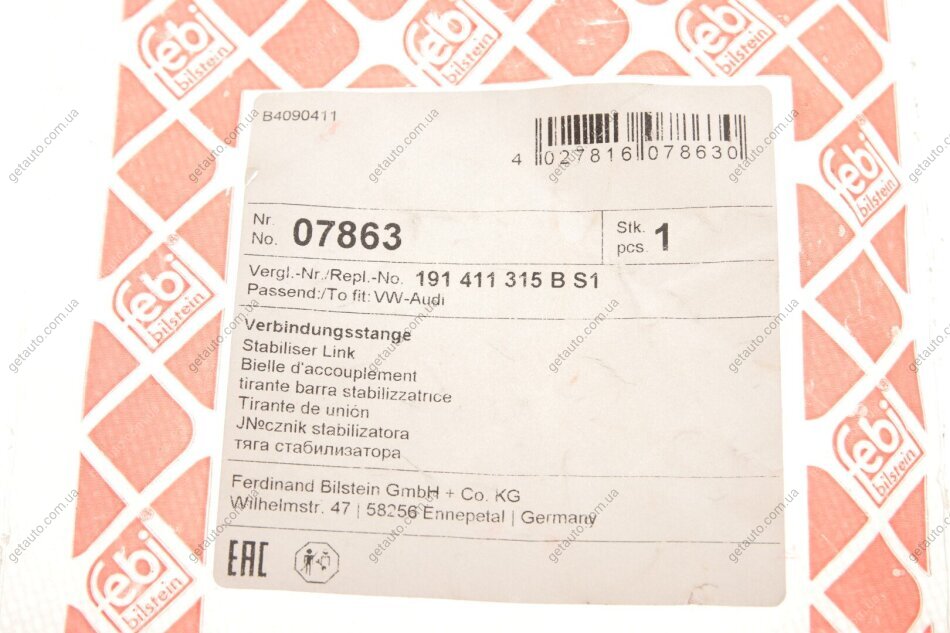 febi
bilstein
B4090411
4 027816 078630
Nr.
No. 07863
Stk.
pcs. 1
Vergl.-Nr./Repl.-No. 191 411 315 B S1
Passend:/To fit: VW-Audi
Verbindungsstange
Stabiliser Link
Bielle d'accouplement
tirante barra stabilizzatrice
Tirante de unión
JNºcznik stabilizatora
тяга стабилизатора
Ferdinand Bilstein GmbH + Co. KG
Wilhelmstr. 47 | 58256 Ennepetal | Germany
EAC
getauto.com.ua